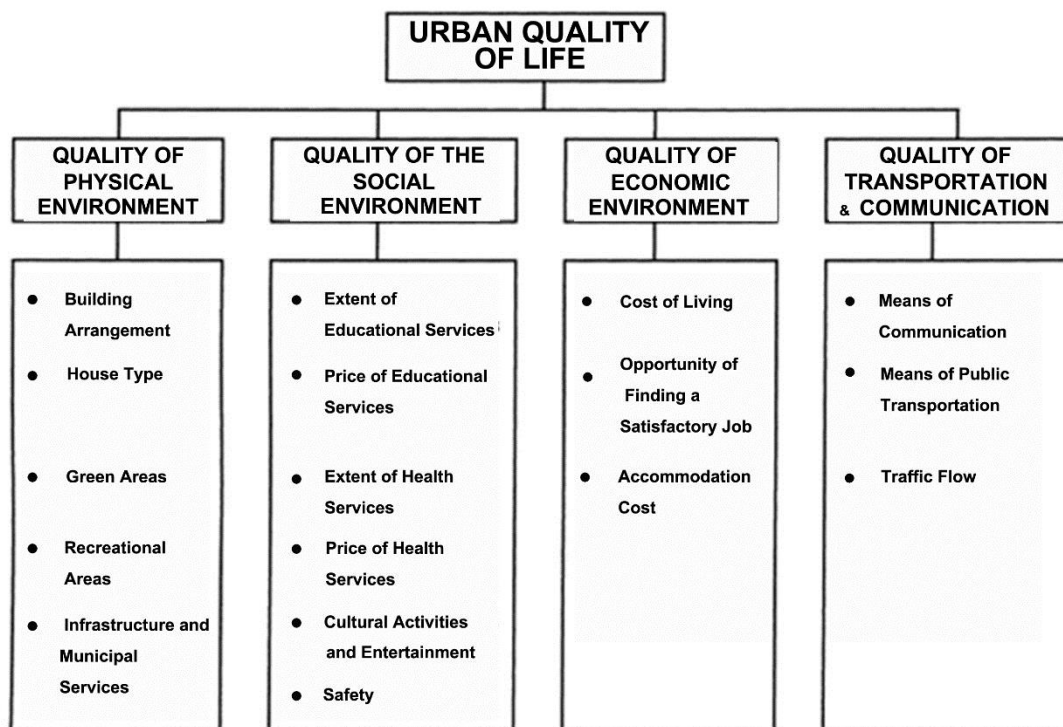 URBAN QUALITY
OF LIFE
QUALITY OF
PHYSICAL
ENVIRONMENT
● Building
Arrangement
● House Type
● Green Areas
● Recreational
Areas
● Infrastructure and
Municipal
Services
QUALITY OF THE
SOCIAL
ENVIRONMENT
● Extent of
Educational Services
● Price of Educational
Services
● Extent of Health
Services
● Price of Health
Services
● Cultural Activities
and Entertainment
● Safety
QUALITY OF
ECONOMIC
ENVIRONMENT
● Cost of Living
● Opportunity of
Finding a
Satisfactory Job
● Accommodation
Cost
QUALITY OF
TRANSPORTATION
& COMMUNICATION
● Means of
Communication
● Means of Public
Transportation
● Traffic Flow